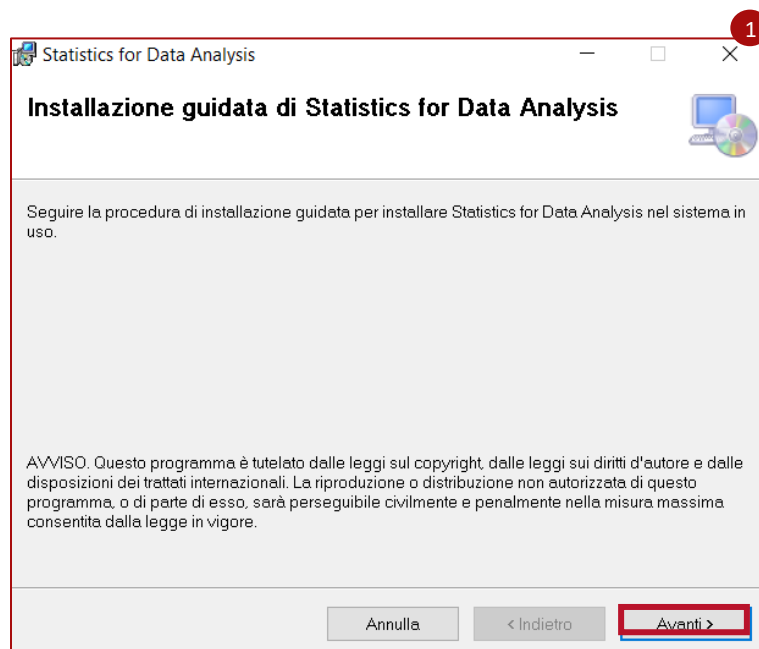 1
Statistics for Data Analysis
Installazione guidata di Statistics for Data Analysis
Seguire la procedura di installazione guidata per installare Statistics for Data Analysis nel sistema in
uso.
AVVISO. Questo programma è tutelato dalle leggi sul copyright, dalle leggi sui diritti d'autore e dalle
disposizioni dei trattati internazionali. La riproduzione o distribuzione non autorizzata di questo
programma, o di parte di esso, sarà perseguibile civilmente e penalmente nella misura massima
consentita dalla legge in vigore.
Annulla < Indietro Avanti >